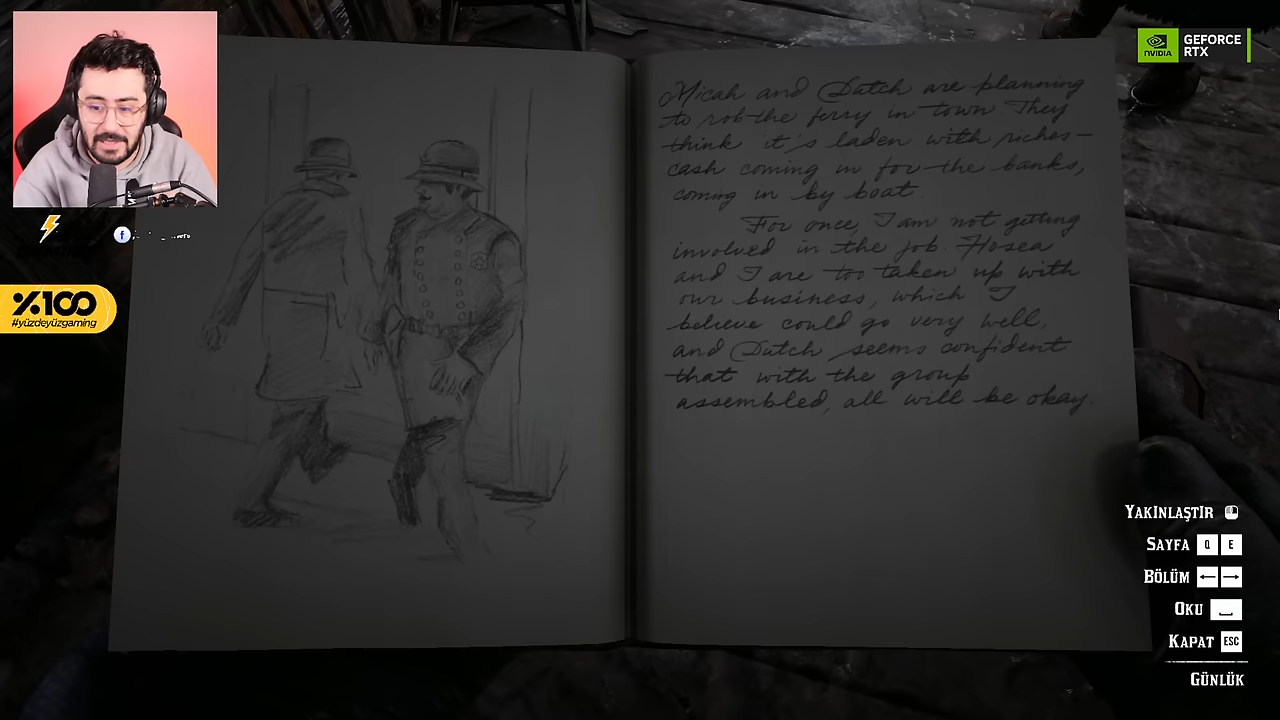 NVIDIA
GEFORCE
RTX
%100
#yüzdeyüzgaming
Micah and Dutch are planning
to rob the ferry in town. They
think it's laden with riches —
cash coming in for the banks,
coming in by boat.
For once, I am not getting
involved in the job. Hosea
and I are too taken up with
our business, which I
believe could go very well,
and Dutch seems confident
that with the group
assembled, all will be okay.
YAKINLAŞTIR
SAYFA Q E
BÖLÜM ← →
OKU
KAPAT ESC
GÜNLÜK